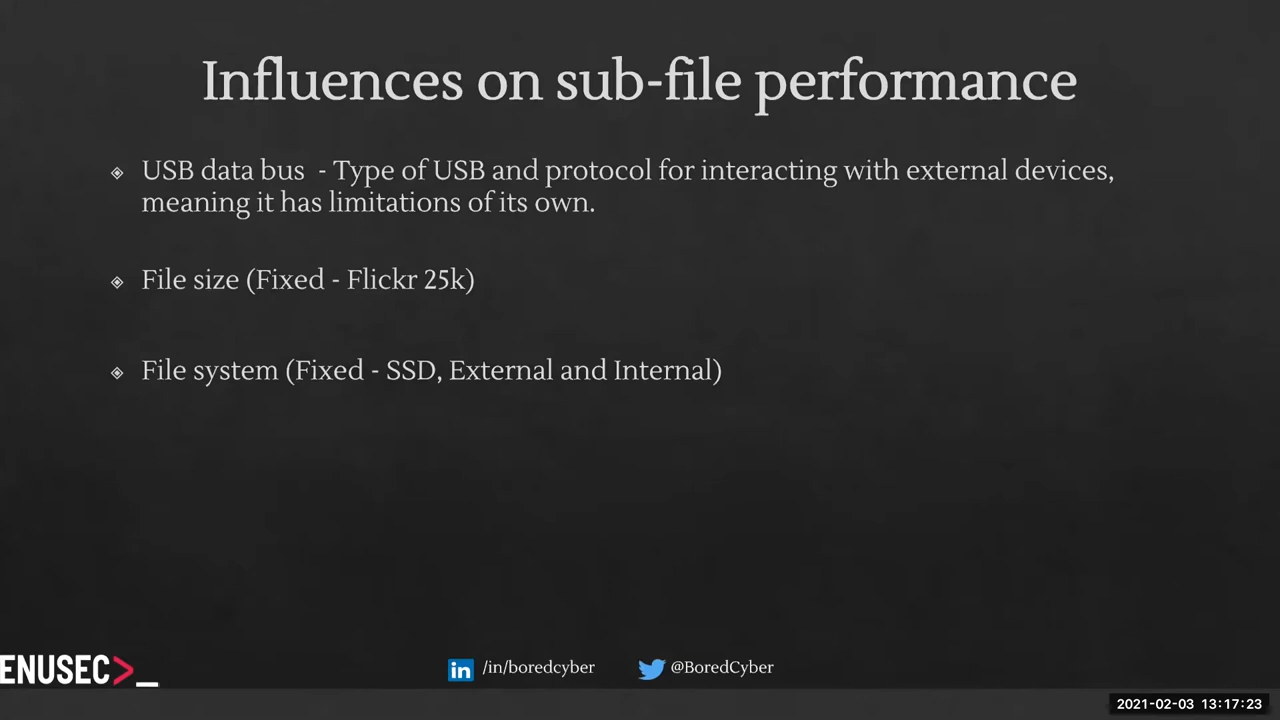 Influences on sub-file performance
USB data bus  - Type of USB and protocol for interacting with external devices,
meaning it has limitations of its own.
File size (Fixed - Flickr 25k)
File system (Fixed - SSD, External and Internal)
ENUSEC>_
in /in/boredcyber @BoredCyber
2021-02-03 13:17:23